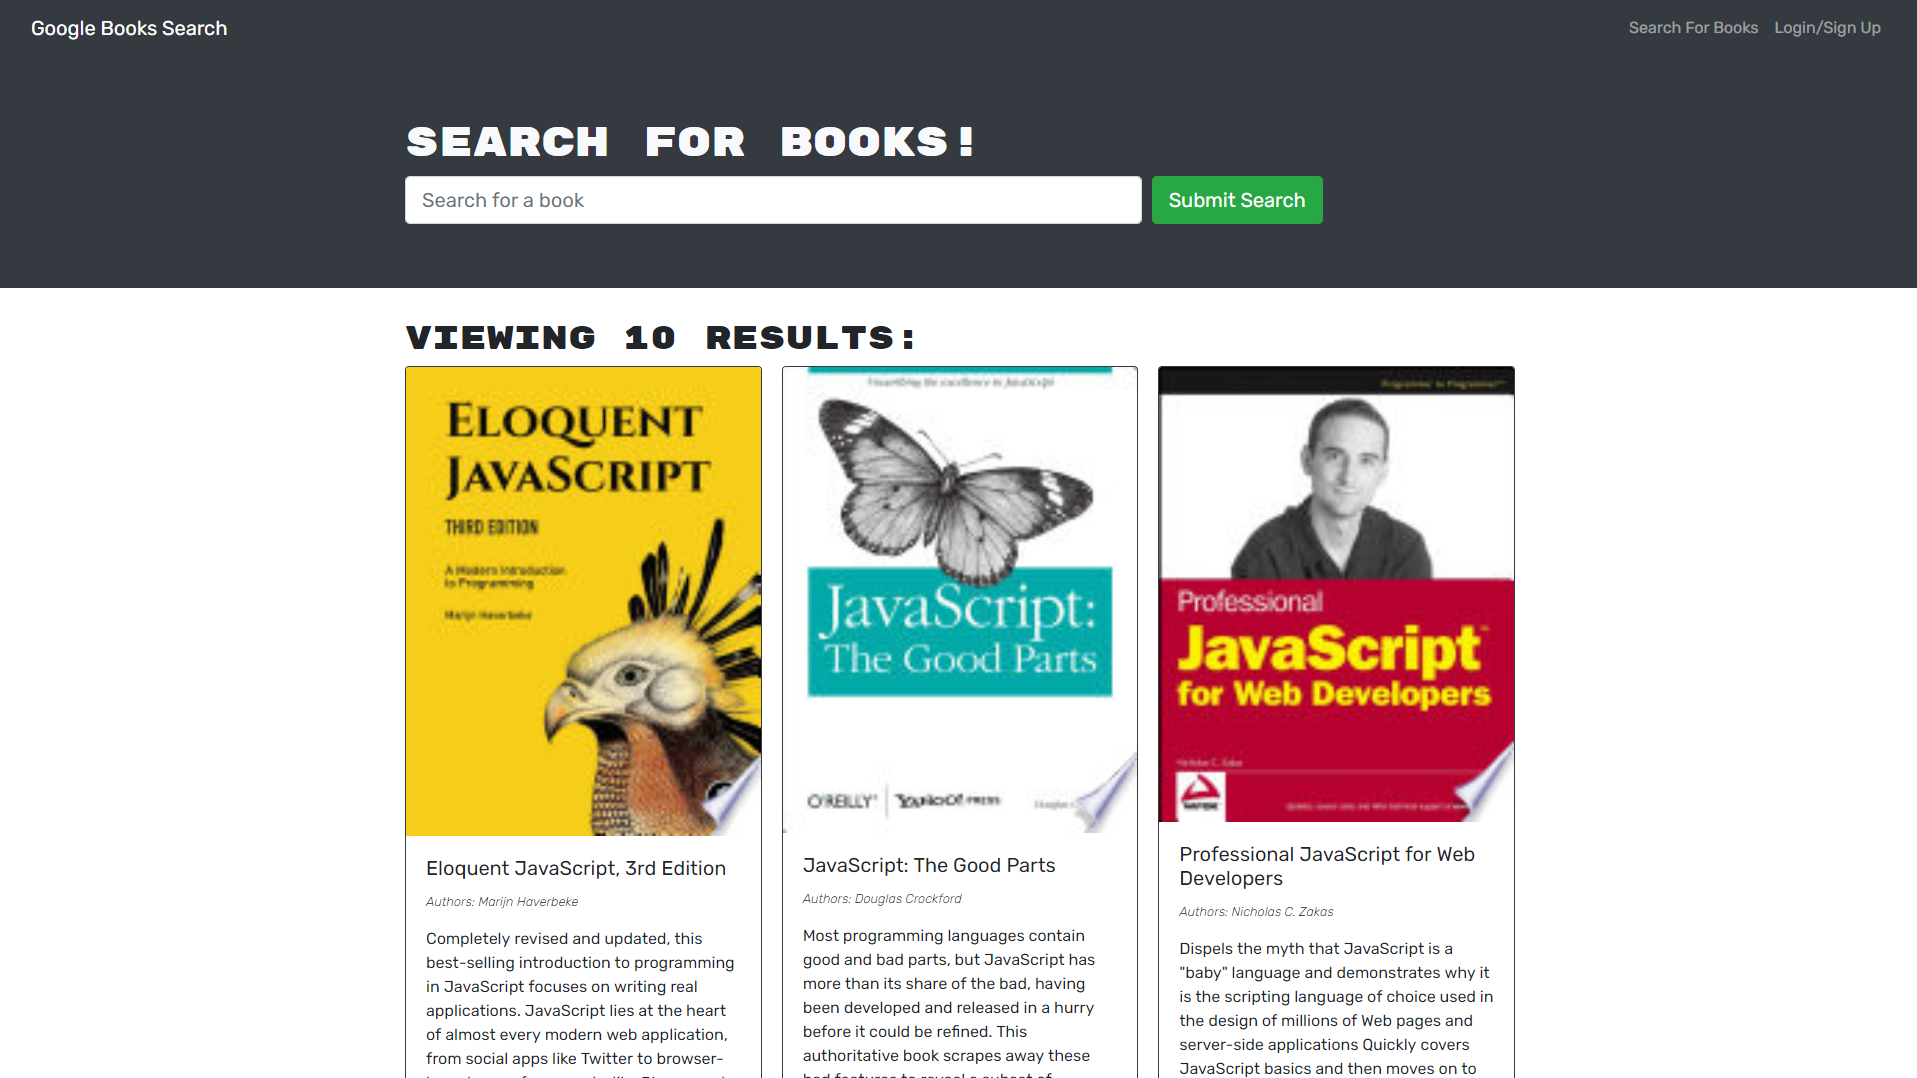 Google Books Search
Search For Books
Login/Sign Up
SEARCH FOR BOOKS!
Search for a book
Submit Search
VIEWING 10 RESULTS:
ELOQUENT
JAVASCRIPT
THIRD EDITION
A Modern Introduction
to Programming
Marijn Haverbeke
Eloquent JavaScript, 3rd Edition
Authors: Marijn Haverbeke
Completely revised and updated, this
best-selling introduction to programming
in JavaScript focuses on writing real
applications. JavaScript lies at the heart
of almost every modern web application,
from social apps like Twitter to browser-
Unearthing the excellence in JavaScript
JavaScript:
The Good Parts
O'REILLY
YAHOO! PRESS
Douglas
JavaScript: The Good Parts
Authors: Douglas Crockford
Most programming languages contain
good and bad parts, but JavaScript has
more than its share of the bad, having
been developed and released in a hurry
before it could be refined. This
authoritative book scrapes away these
bad features to reveal a subset of
Programmer to Programmer™
Professional
JavaScript™
for Web Developers
Nicholas C. Zakas
Professional JavaScript for Web
Developers
Authors: Nicholas C. Zakas
Dispels the myth that JavaScript is a
"baby" language and demonstrates why it
is the scripting language of choice used in
the design of millions of Web pages and
server-side applications Quickly covers
JavaScript basics and then moves on to